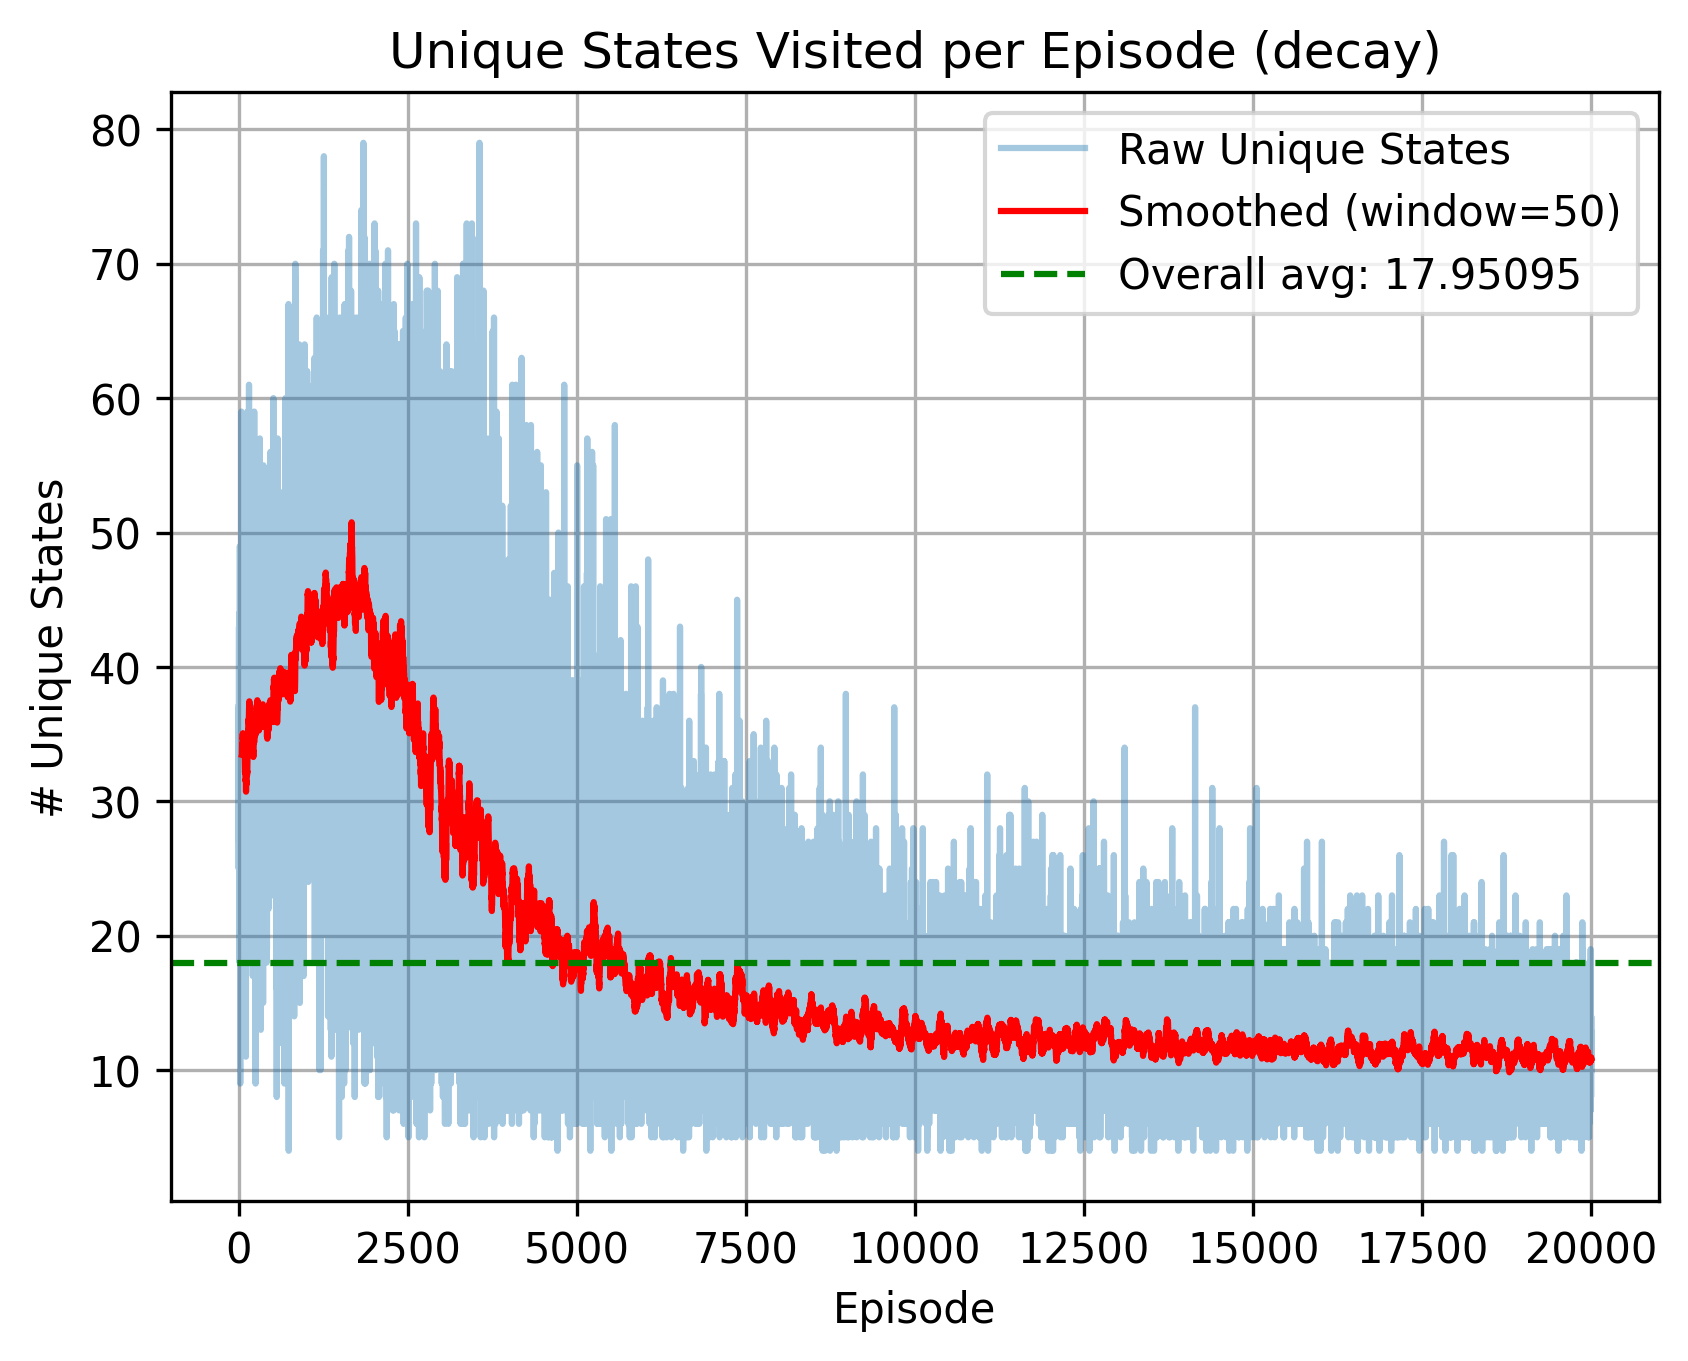 Unique States Visited per Episode (decay)
Raw Unique States
Smoothed (window=50)
Overall avg: 17.95095
# Unique States
80
70
60
50
40
30
20
10
0 2500 5000 7500 10000 12500 15000 17500 20000
Episode